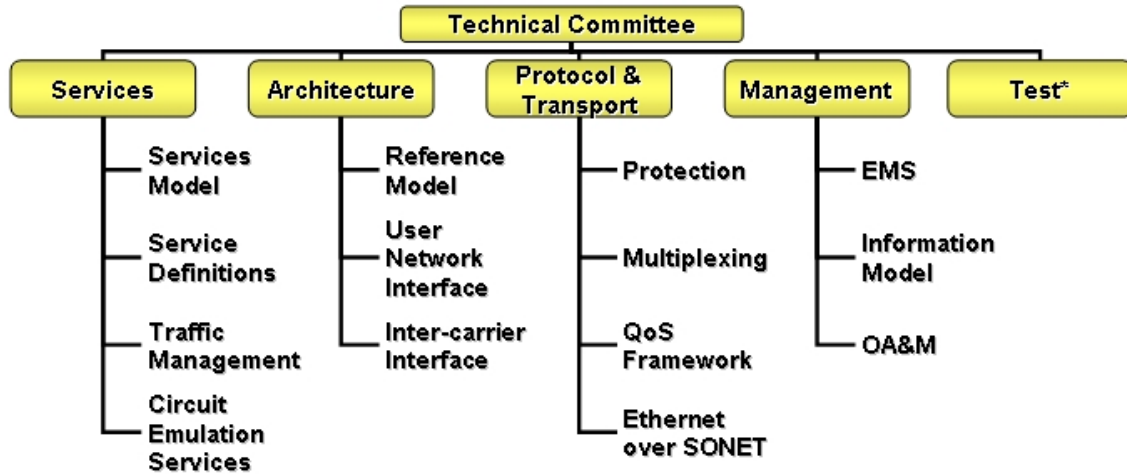 Technical Committee
Services
Architecture
Protocol &
Transport
Management
Test*
Services
Model
Service
Definitions
Traffic
Management
Circuit
Emulation
Services
Reference
Model
User
Network
Interface
Inter-carrier
Interface
Protection
Multiplexing
QoS
Framework
Ethernet
over SONET
EMS
Information
Model
OA&M